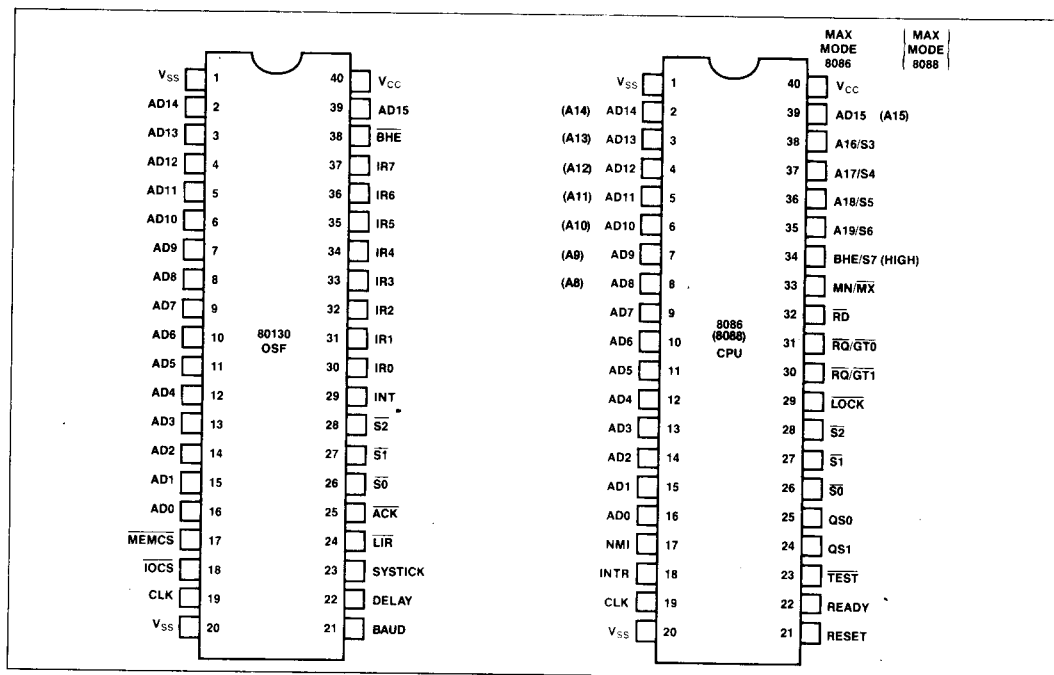 MAX MODE 8086
MAX MODE 8088
VSS 1 40 VCC
AD14 2 39 AD15
AD13 3 38 BHE
AD12 4 37 IR7
AD11 5 36 IR6
AD10 6 35 IR5
AD9 7 34 IR4
AD8 8 33 IR3
AD7 9 32 IR2
AD6 10 31 IR1
AD5 11 30 IR0
AD4 12 29 INT
AD3 13 28 S2
AD2 14 27 S1
AD1 15 26 S0
AD0 16 25 ACK
MEMCS 17 24 LIR
IOCS 18 23 SYSTICK
CLK 19 22 DELAY
VSS 20 21 BAUD
80130
OSF
VSS 1 40 VCC
(A14) AD14 2 39 AD15 (A15)
(A13) AD13 3 38 A16/S3
(A12) AD12 4 37 A17/S4
(A11) AD11 5 36 A18/S5
(A10) AD10 6 35 A19/S6
(A9) AD9 7 34 BHE/S7 (HIGH)
(A8) AD8 8 33 MN/MX
AD7 9 32 RD
AD6 10 31 RQ/GT0
AD5 11 30 RQ/GT1
AD4 12 29 LOCK
AD3 13 28 S2
AD2 14 27 S1
AD1 15 26 S0
AD0 16 25 QS0
NMI 17 24 QS1
INTR 18 23 TEST
CLK 19 22 READY
VSS 20 21 RESET
8086
(8088)
CPU